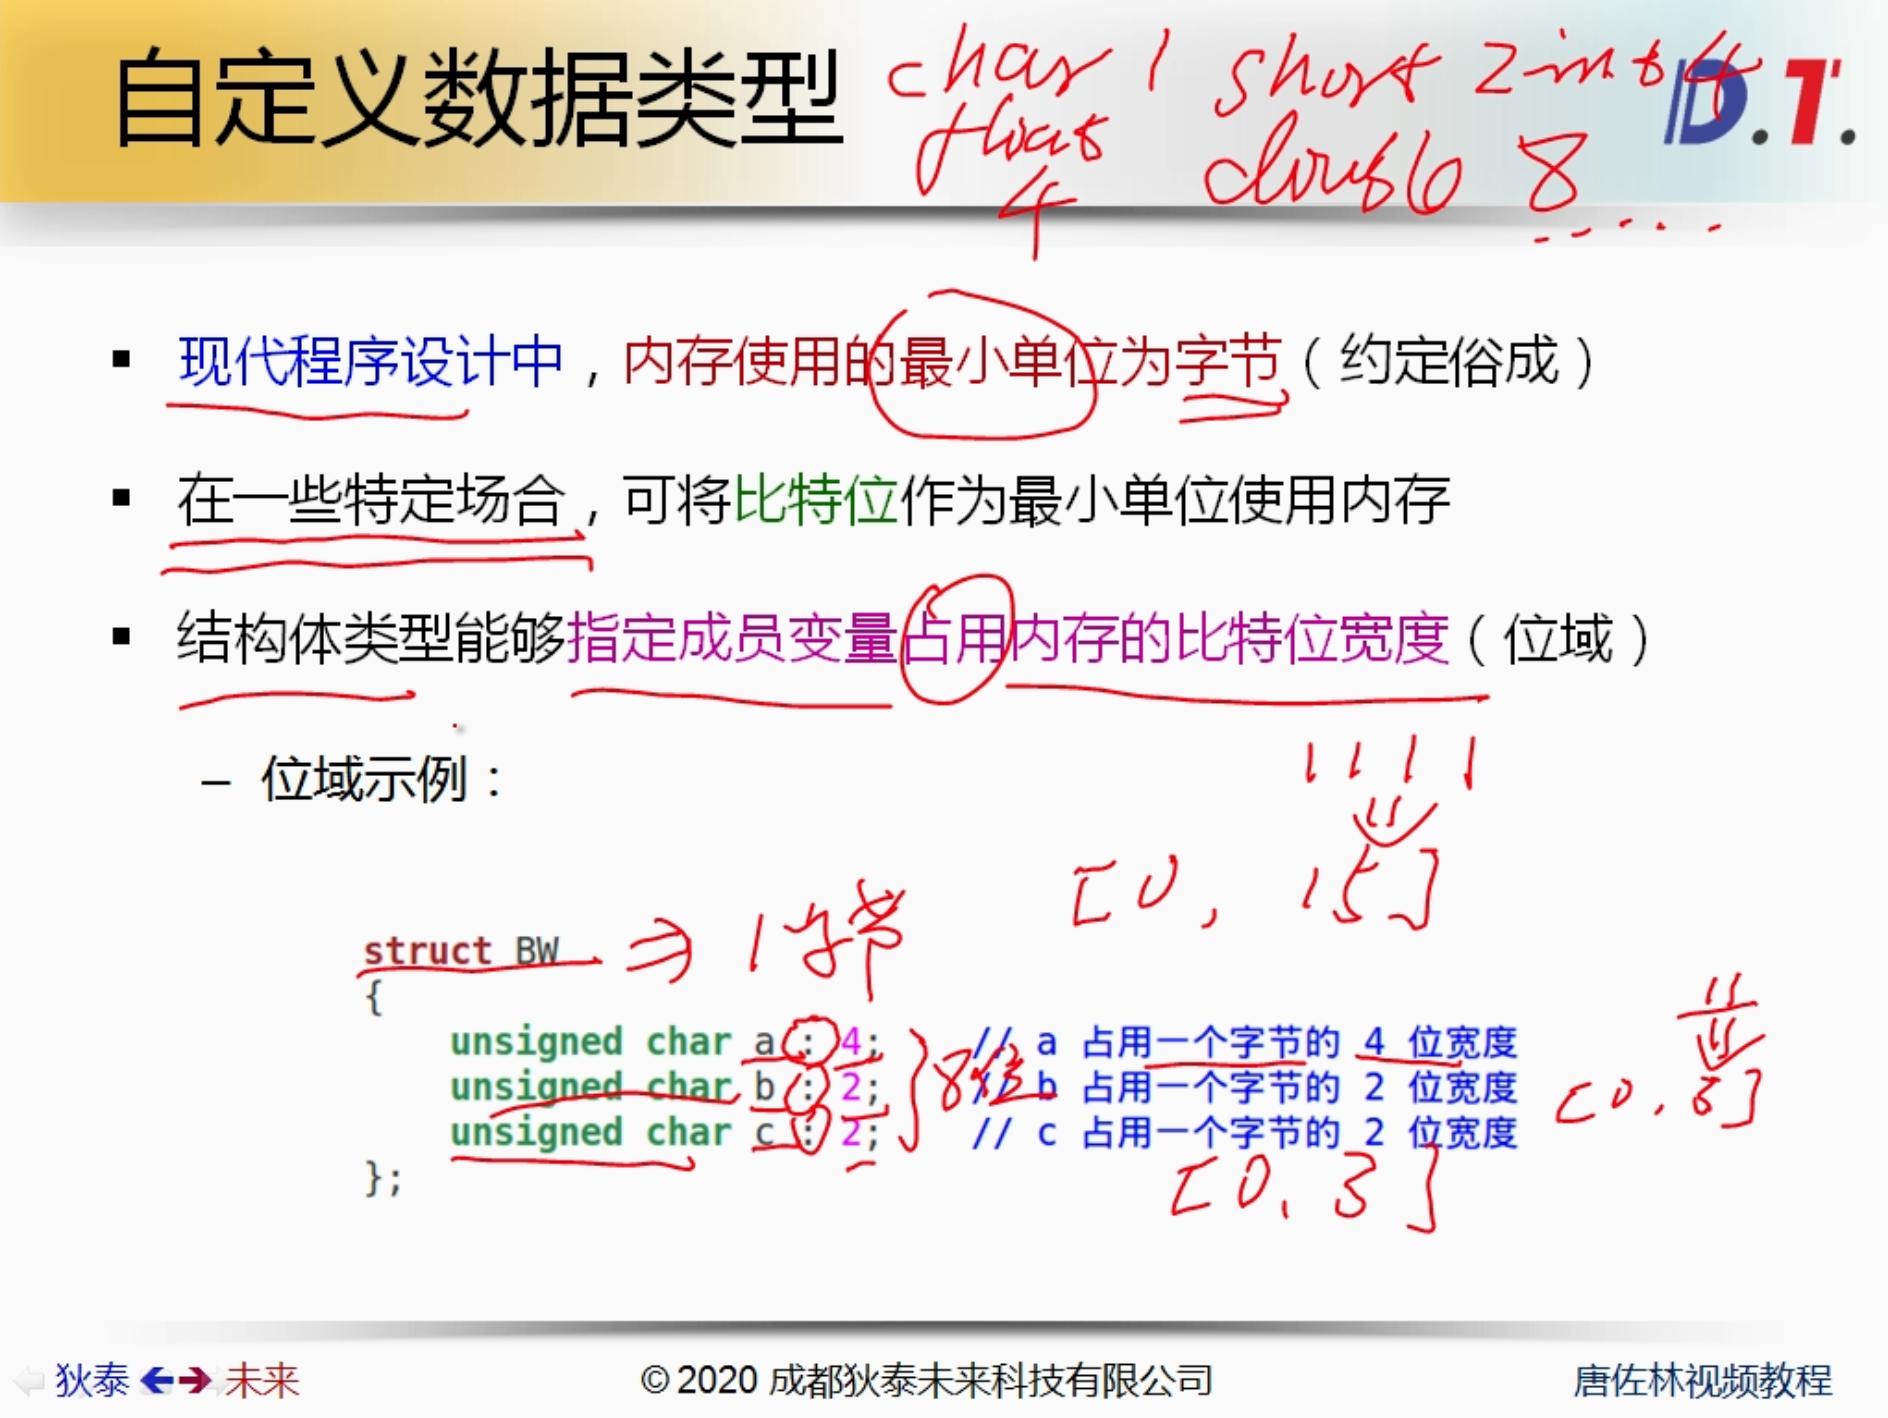 自定义数据类型
char 1 short 2 int 4
D.T.
float 4 double 8 .....
▪ 现代程序设计中，内存使用的最小单位为字节（约定俗成）
▪ 在一些特定场合，可将比特位作为最小单位使用内存
▪ 结构体类型能够指定成员变量占用内存的比特位宽度（位域）
– 位域示例：
1 1 1 1
[0, 15]
struct BW => 1字节
{
unsigned char a : 4; // a 占用一个字节的 4 位宽度
unsigned char b : 2; // b 占用一个字节的 2 位宽度
unsigned char c : 2; // c 占用一个字节的 2 位宽度
};
} 8位
11
[0, 3]
[0, 3]
狄泰 未来
© 2020 成都狄泰未来科技有限公司
唐佐林视频教程